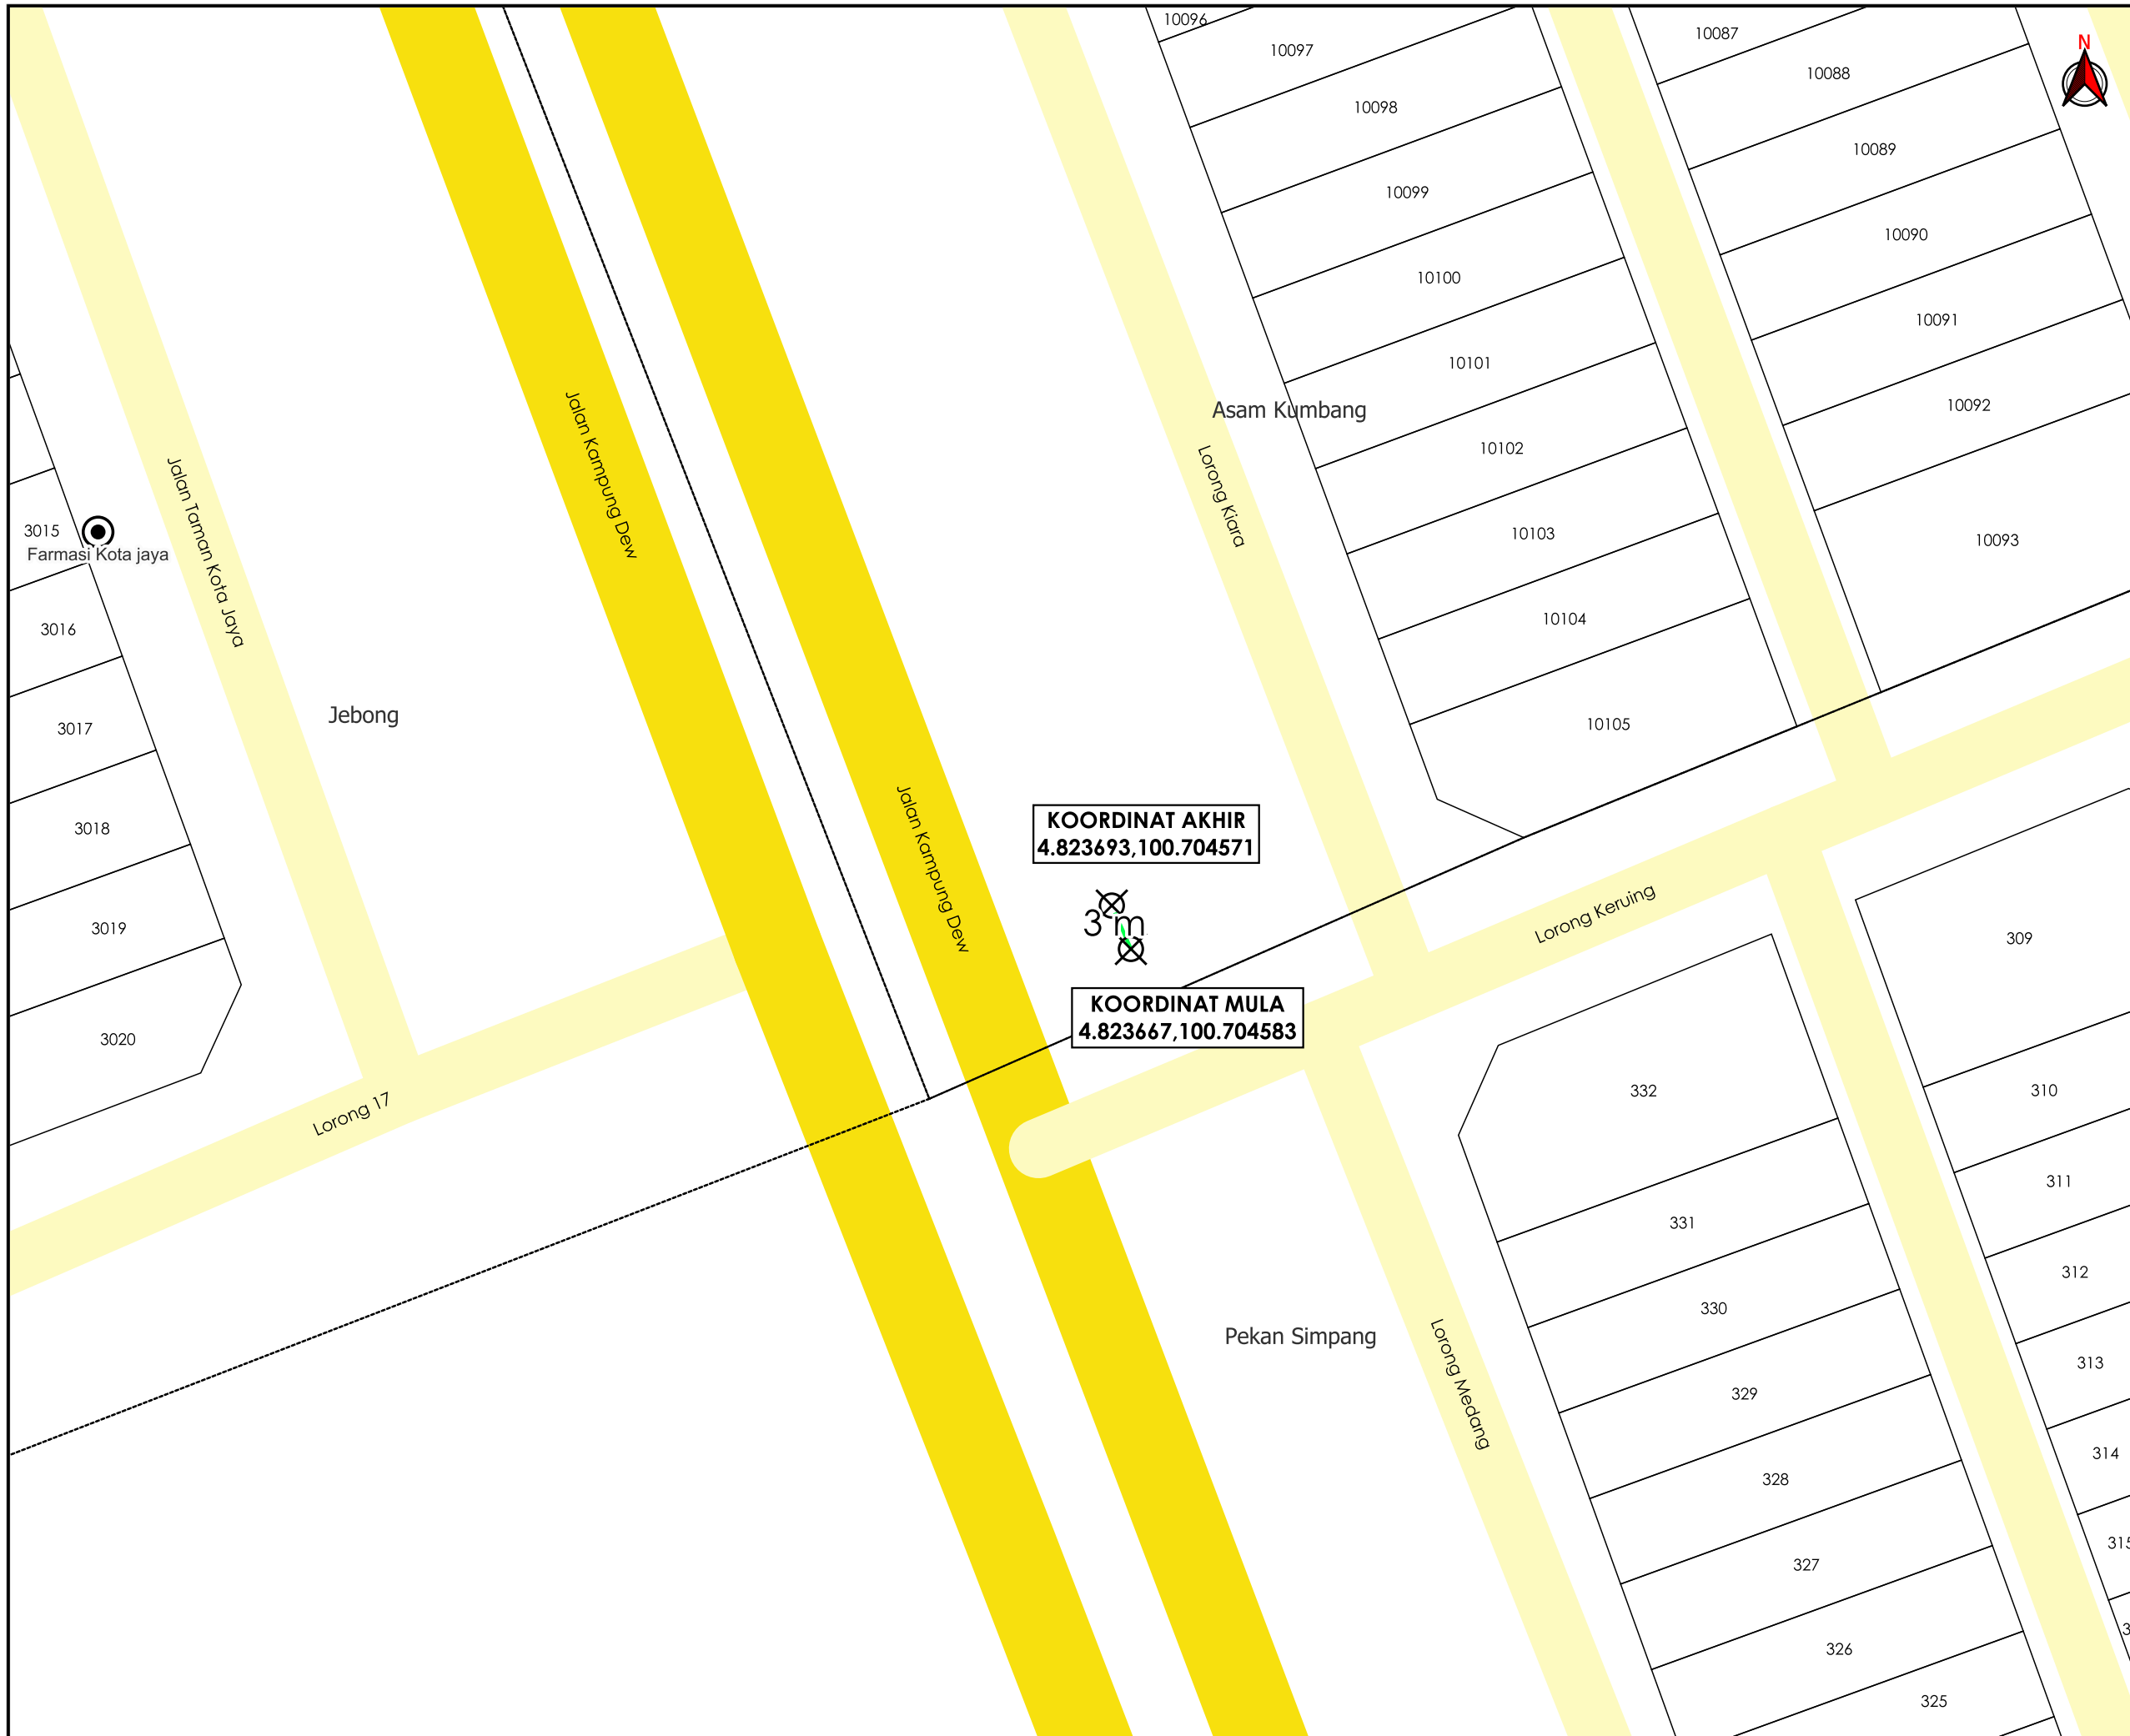 N
10096
10097
10098
10099
10100
10101
10102
10103
10104
10105
10087
10088
10089
10090
10091
10092
10093
Asam Kumbang
Lorong Kiara
Jalan Kampung Dew
Jalan Taman Kota Jaya
3015
Farmasi Kota jaya
3016
3017
3018
3019
3020
Jebong
Lorong 17
Jalan Kampung Dew
KOORDINAT AKHIR
4.823693,100.704571
3 m
KOORDINAT MULA
4.823667,100.704583
Lorong Keruing
Pekan Simpang
Lorong Medang
332
331
330
329
328
327
326
325
309
310
311
312
313
314
315